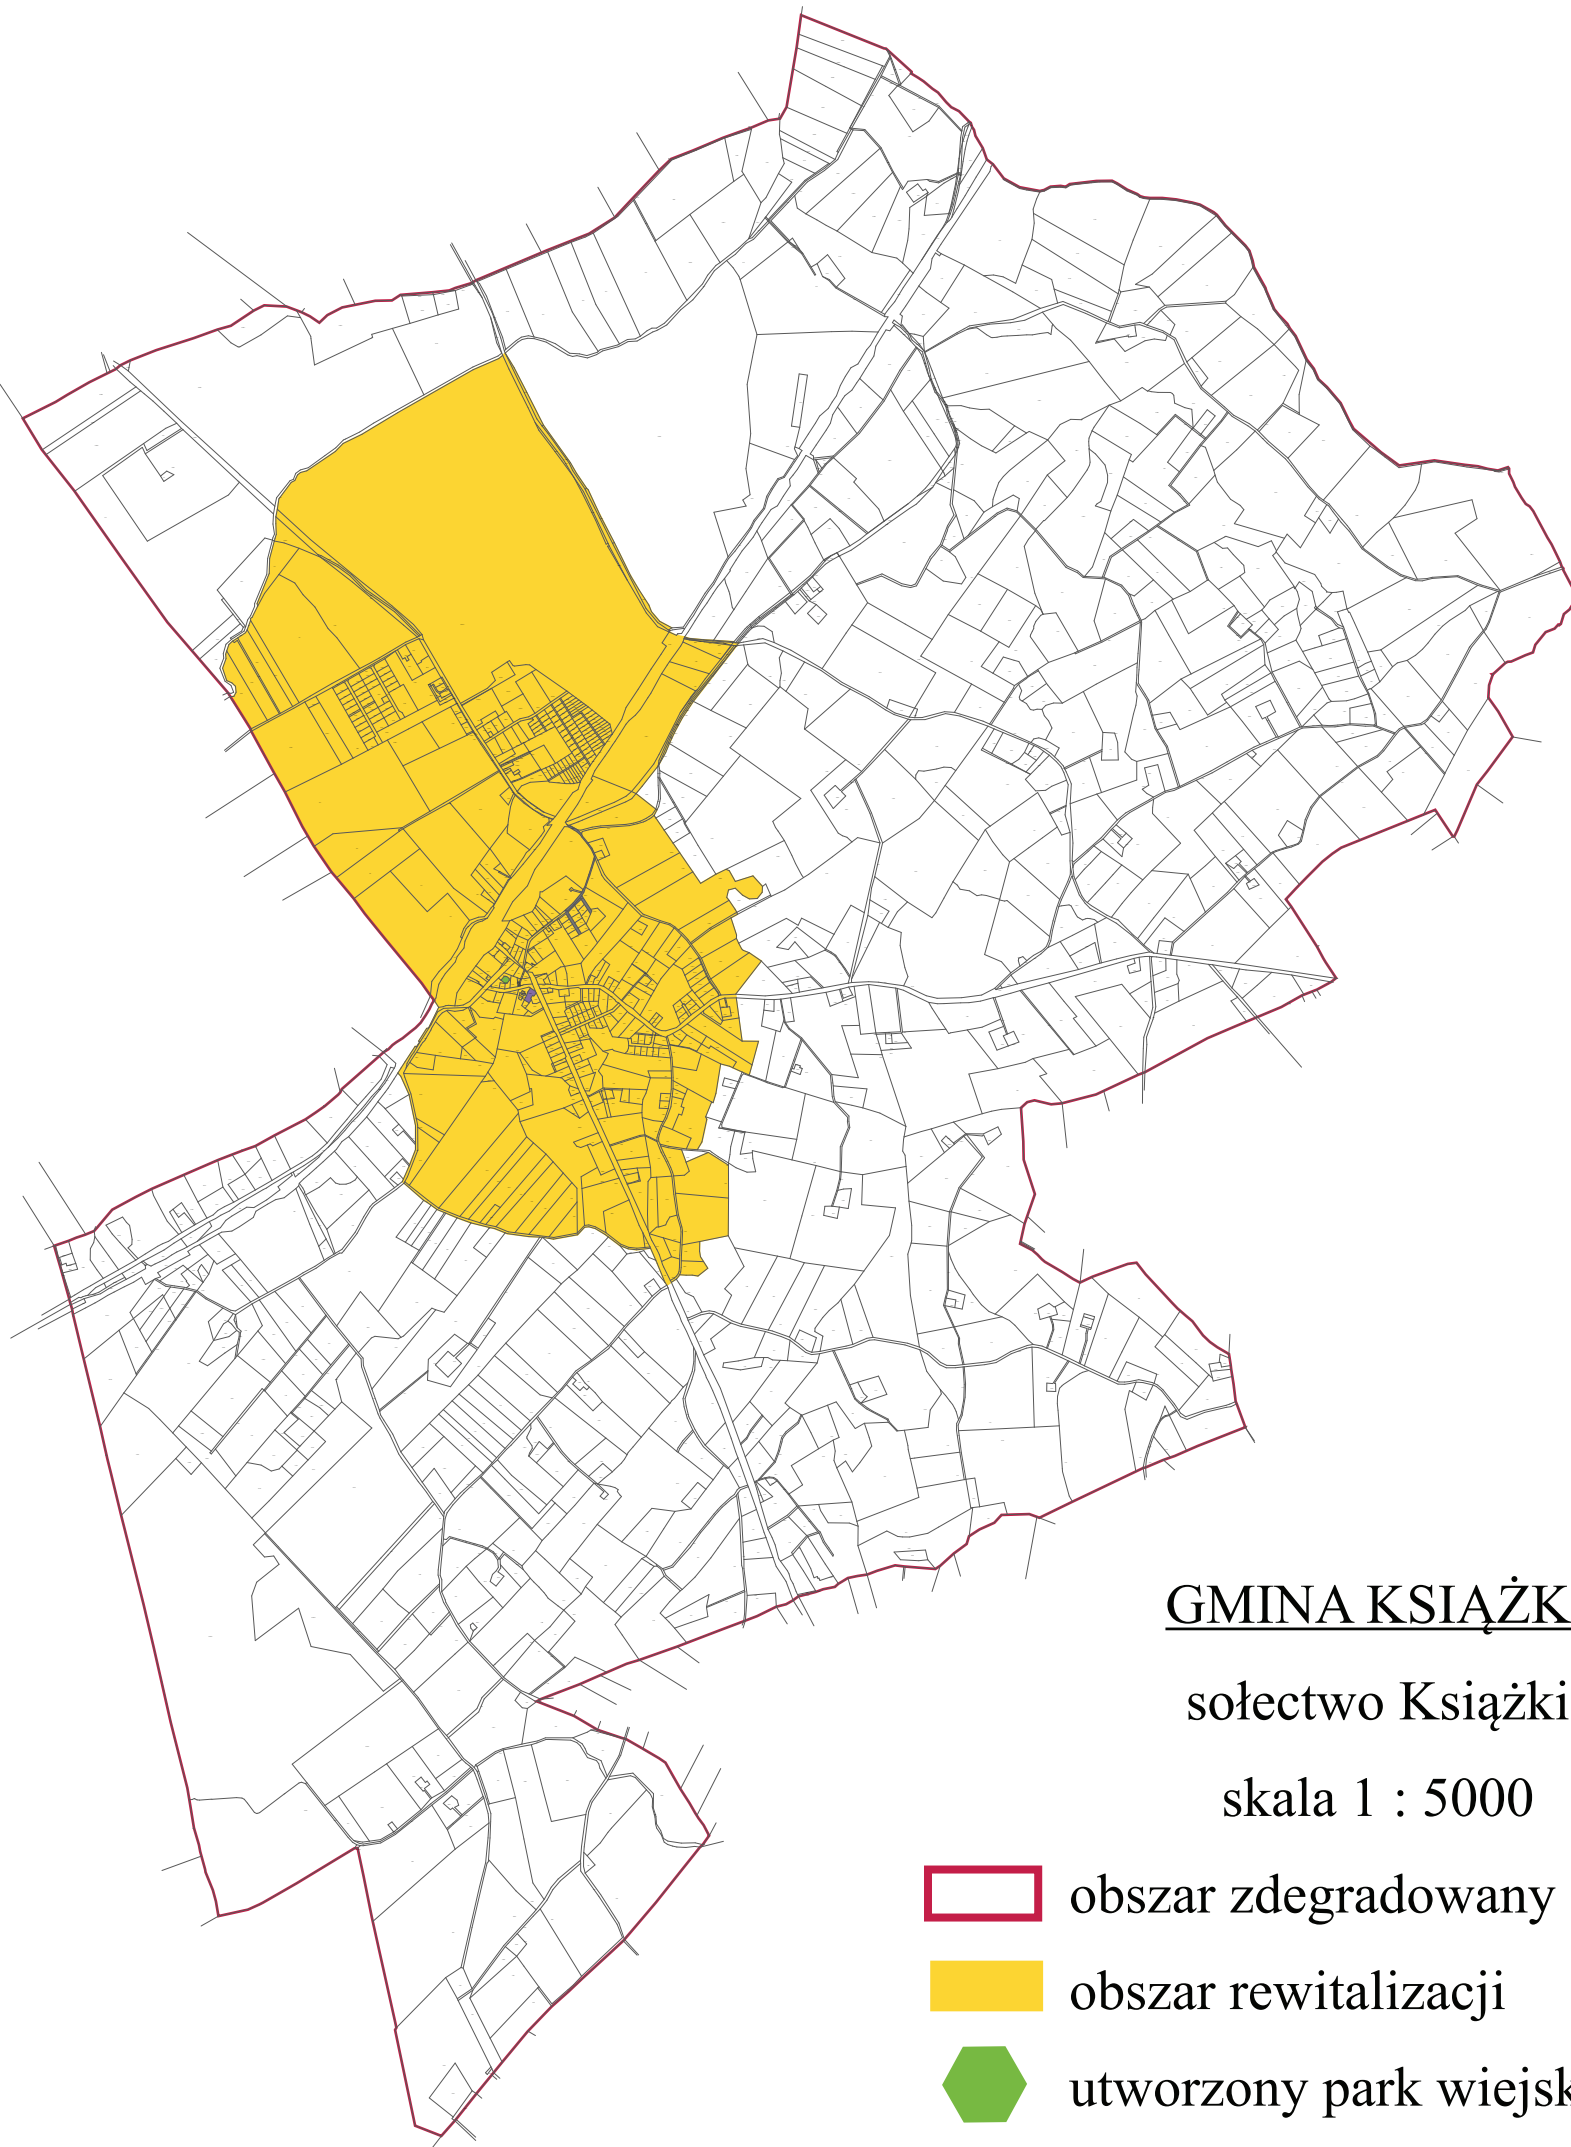 GMINA KSIĄŻK
sołectwo Książki
skala 1 : 5000
obszar zdegradowany
obszar rewitalizacji
utworzony park wiejsk